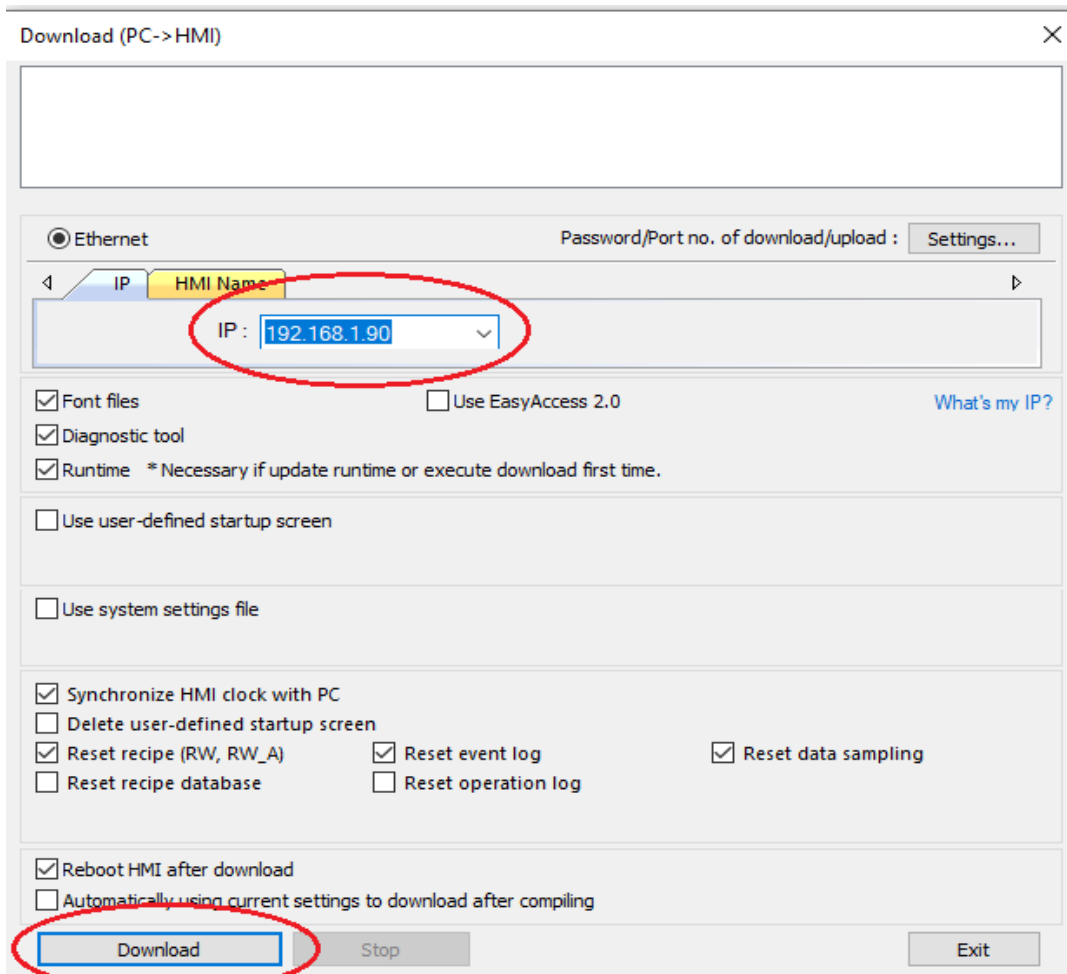 Download (PC->HMI)
Ethernet Password/Port no. of download/upload : Settings...
IP HMI Name
IP : 192.168.1.90
Font files Use EasyAccess 2.0 What's my IP?
Diagnostic tool
Runtime * Necessary if update runtime or execute download first time.
Use user-defined startup screen
Use system settings file
Synchronize HMI clock with PC
Delete user-defined startup screen
Reset recipe (RW, RW_A) Reset event log Reset data sampling
Reset recipe database Reset operation log
Reboot HMI after download
Automatically using current settings to download after compiling
Download Stop Exit